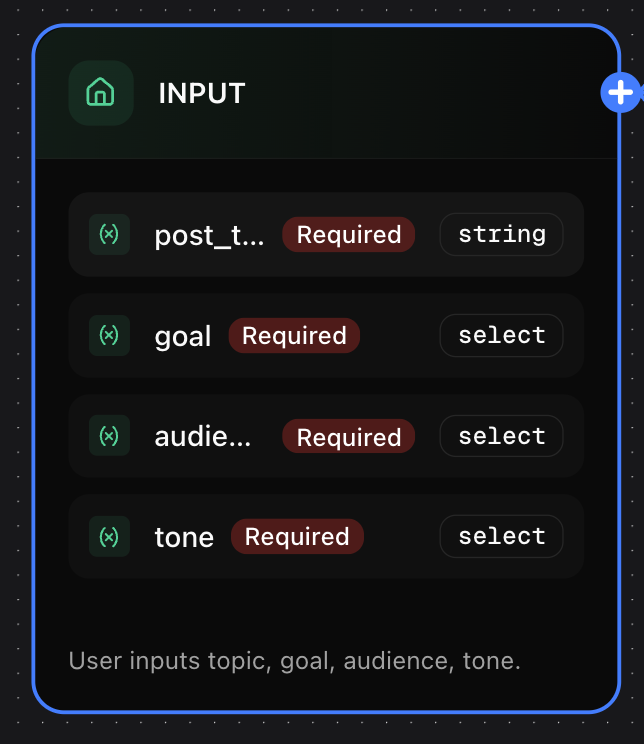 INPUT
post_t... Required string
goal Required select
audie... Required select
tone Required select
User inputs topic, goal, audience, tone.